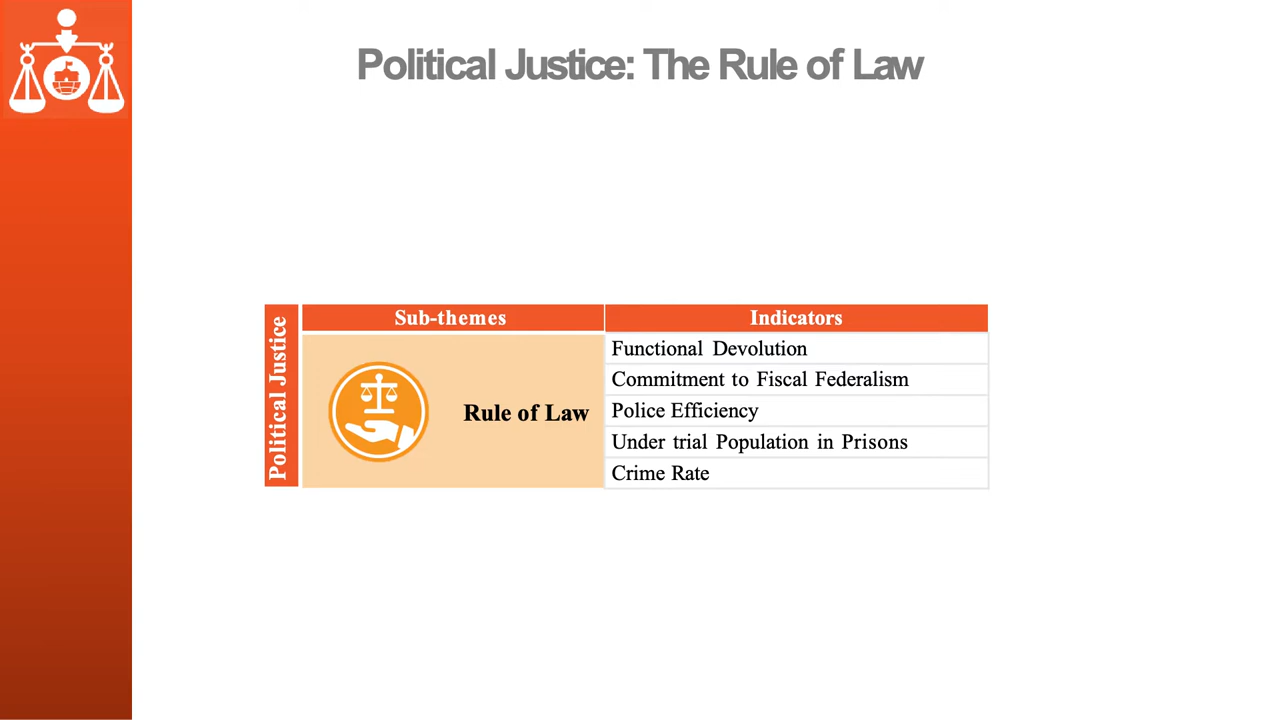 Political Justice: The Rule of Law
Political Justice
Sub-themes
Indicators
Rule of Law
Functional Devolution
Commitment to Fiscal Federalism
Police Efficiency
Under trial Population in Prisons
Crime Rate